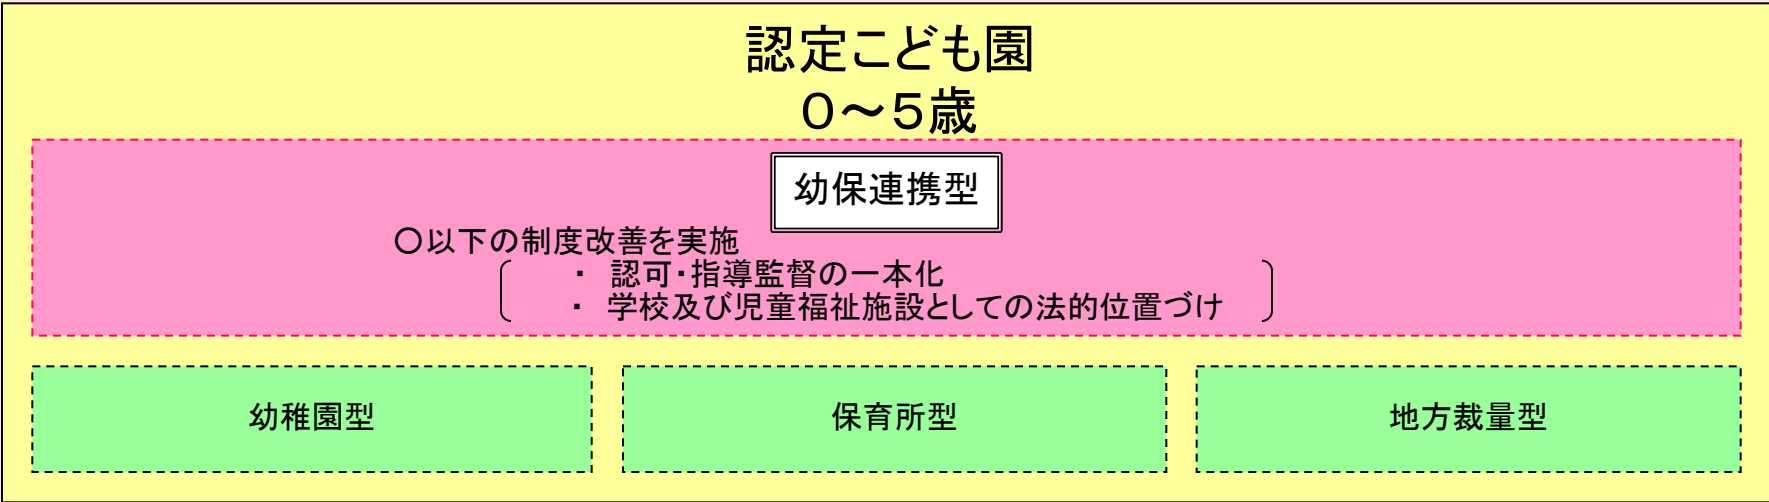 認定こども園
０～５歳
幼保連携型
○以下の制度改善を実施
・ 認可・指導監督の一本化
・ 学校及び児童福祉施設としての法的位置づけ
幼稚園型
保育所型
地方裁量型